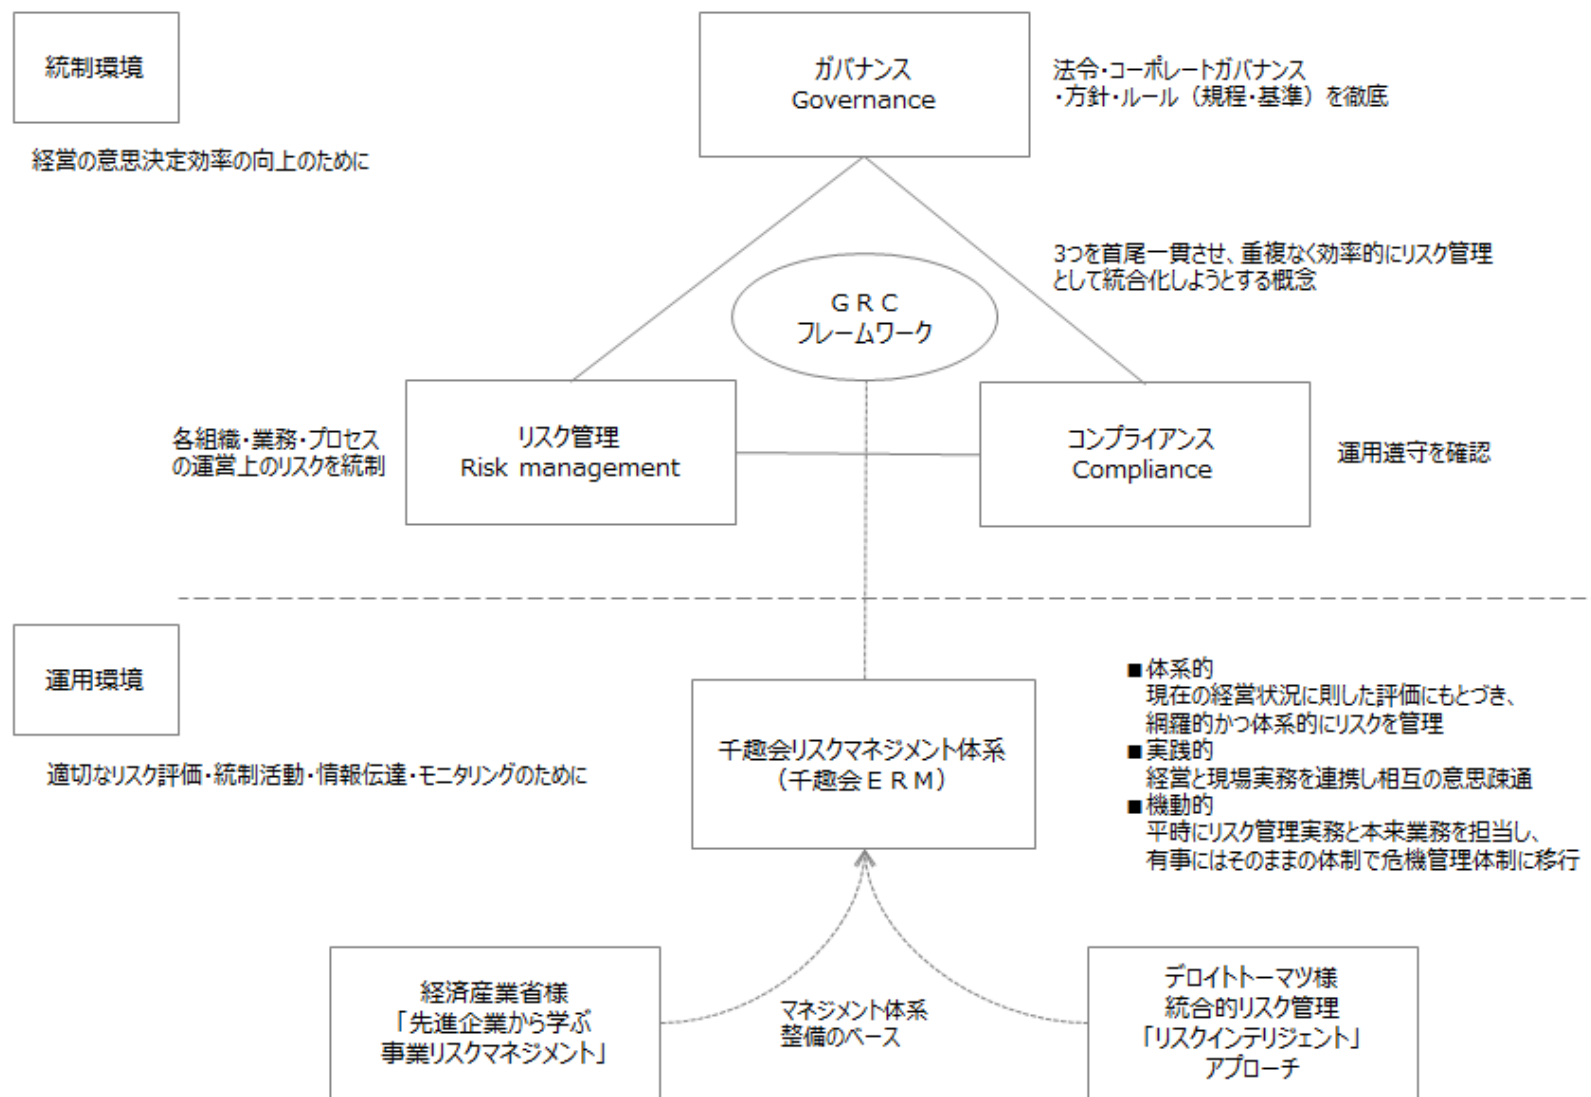 統制環境
経営の意思決定効率の向上のために
ガバナンス
Governance
法令・コーポレートガバナンス
・方針・ルール（規程・基準）を徹底
3つを首尾一貫させ、重複なく効率的にリスク管理
として統合化しようとする概念
ＧＲＣ
フレームワーク
各組織・業務・プロセス
の運営上のリスクを統制
リスク管理
Risk management
コンプライアンス
Compliance
運用遵守を確認
運用環境
適切なリスク評価・統制活動・情報伝達・モニタリングのために
千趣会リスクマネジメント体系
（千趣会ＥＲＭ）
■体系的
現在の経営状況に則した評価にもとづき、
網羅的かつ体系的にリスクを管理
■実践的
経営と現場実務を連携し相互の意思疎通
■機動的
平時にリスク管理実務と本来業務を担当し、
有事にはそのままの体制で危機管理体制に移行
経済産業省様
「先進企業から学ぶ
事業リスクマネジメント」
マネジメント体系
整備のベース
デロイトトーマツ様
統合的リスク管理
「リスクインテリジェント」
アプローチ